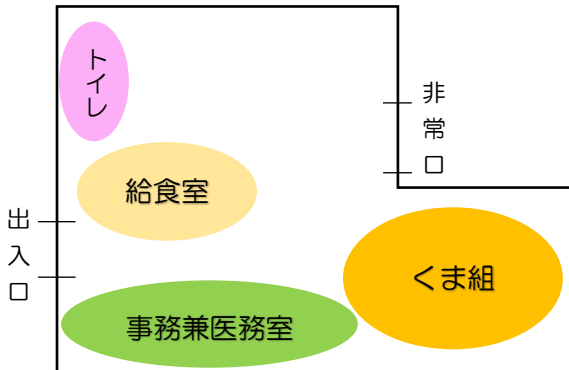 トイレ
非常口
給食室
出入口
くま組
事務兼医務室